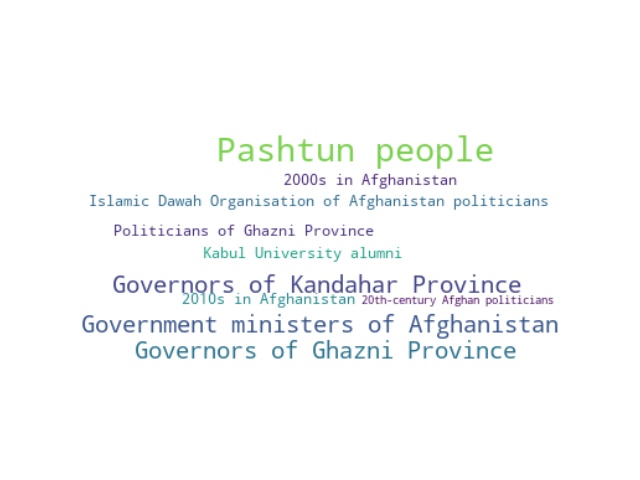 Pashtun people
2000s in Afghanistan
Islamic Dawah Organisation of Afghanistan politicians
Politicians of Ghazni Province
Kabul University alumni
Governors of Kandahar Province
2010s in Afghanistan
20th-century Afghan politicians
Government ministers of Afghanistan
Governors of Ghazni Province